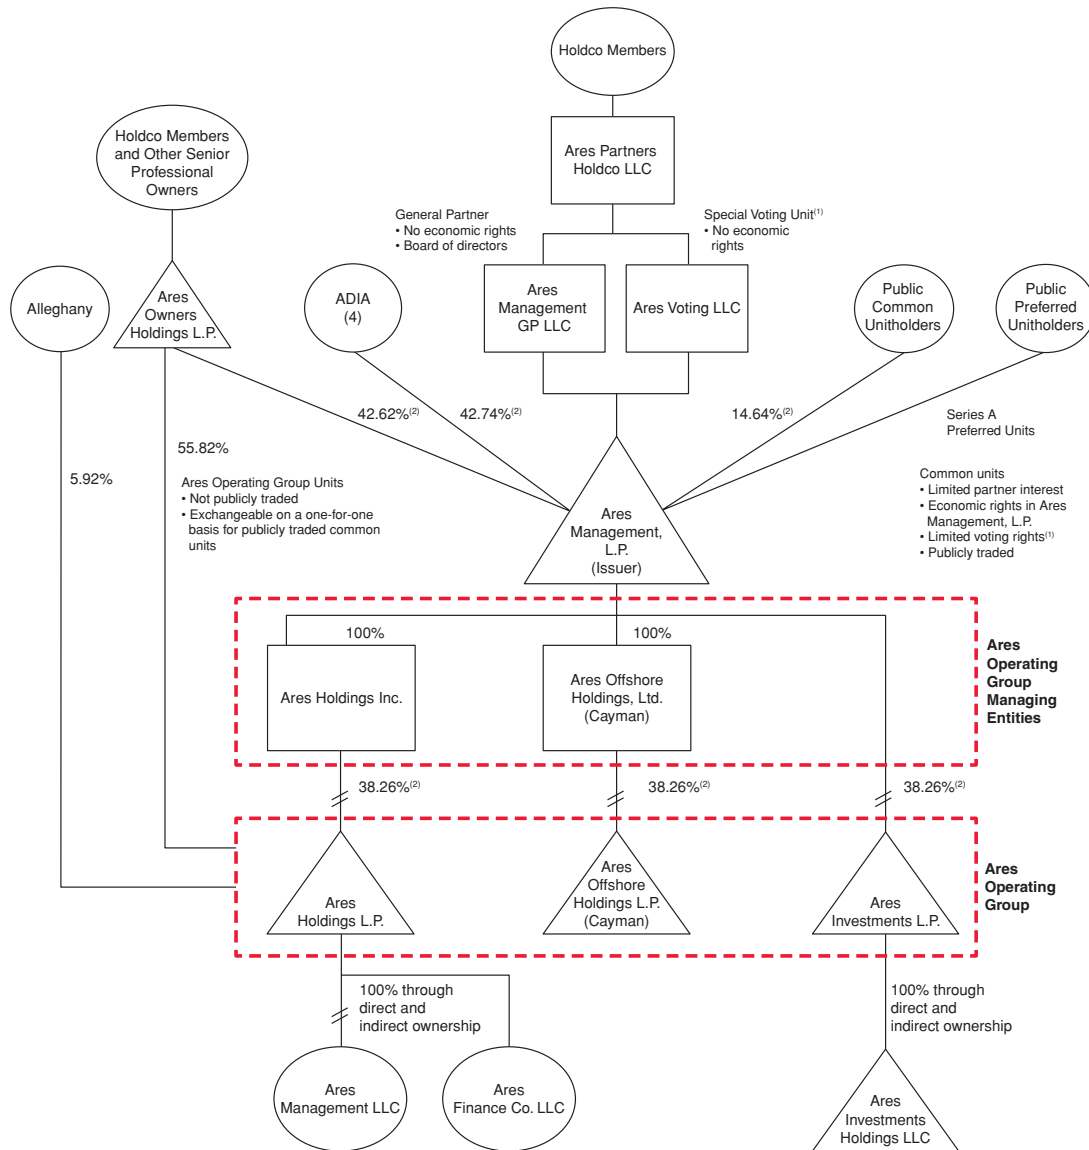 Holdco Members
Holdco Members
and Other Senior
Professional
Owners
Ares Partners
Holdco LLC
General Partner
• No economic rights
• Board of directors
Special Voting Unit(1)
• No economic
rights
Alleghany
Ares
Owners
Holdings L.P.
ADIA
(4)
Ares
Management
GP LLC
Ares Voting LLC
Public
Common
Unitholders
Public
Preferred
Unitholders
42.62%(2)
42.74%(2)
14.64%(2)
Series A
Preferred Units
5.92%
55.82%
Ares Operating Group Units
• Not publicly traded
• Exchangeable on a one-for-one
basis for publicly traded common
units
Common units
• Limited partner interest
• Economic rights in Ares
Management, L.P.
• Limited voting rights(1)
• Publicly traded
Ares
Management,
L.P.
(Issuer)
100%
100%
Ares Holdings Inc.
Ares Offshore
Holdings, Ltd.
(Cayman)
Ares
Operating
Group
Managing
Entities
38.26%(2)
38.26%(2)
38.26%(2)
Ares
Holdings L.P.
Ares
Offshore
Holdings L.P.
(Cayman)
Ares
Investments L.P.
Ares
Operating
Group
100% through
direct and
indirect ownership
100% through
direct and
indirect ownership
Ares
Management LLC
Ares
Finance Co. LLC
Ares
Investments
Holdings LLC